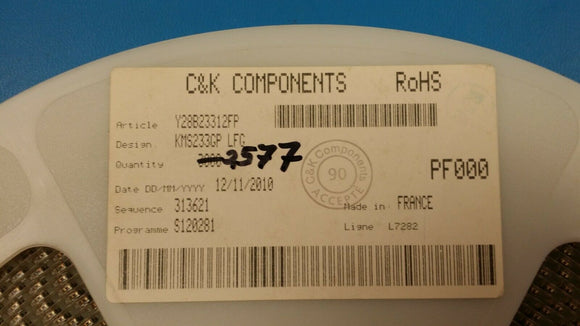 C&K COMPONENTS RoHS
Article Y28B23312FP
Design. KMS233GP LFG
Quantity 3000 2577
C&K Components
90
ACCEPTE
PF000
Date DD/MM/YYYY 12/11/2010
Sequence 313621
Made in FRANCE
Programme S120281
Ligne L7282